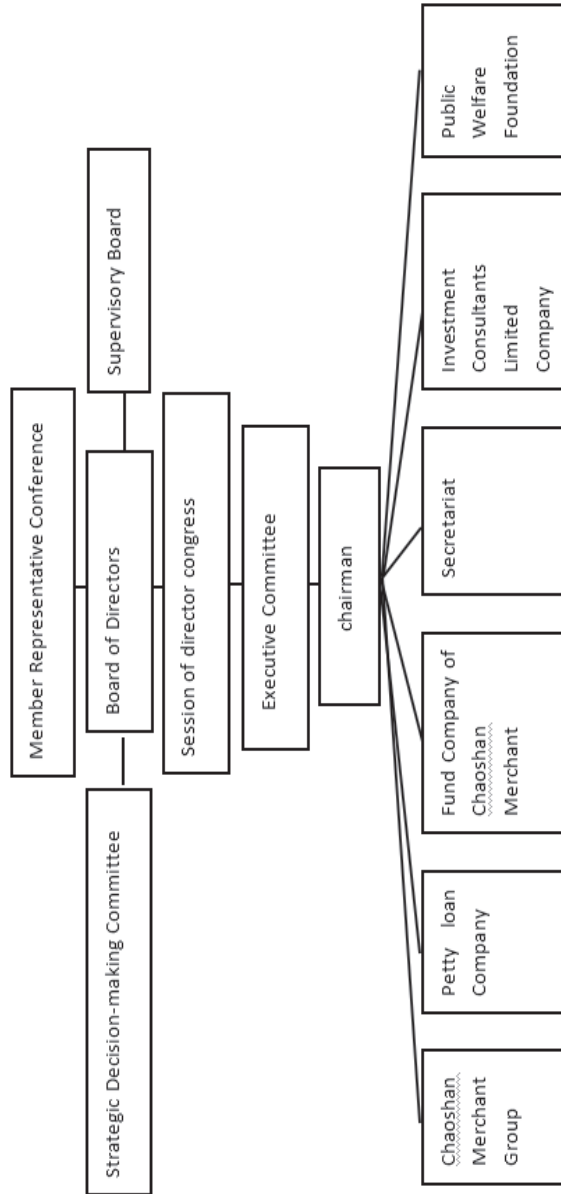 Member Representative Conference
Strategic Decision-making Committee
Board of Directors
Supervisory Board
Session of director congress
Executive Committee
chairman
Chaoshan
Merchant
Group
Petty loan
Company
Fund Company of
Chaoshan
Merchant
Secretariat
Investment
Consultants
Limited
Company
Public
Welfare
Foundation